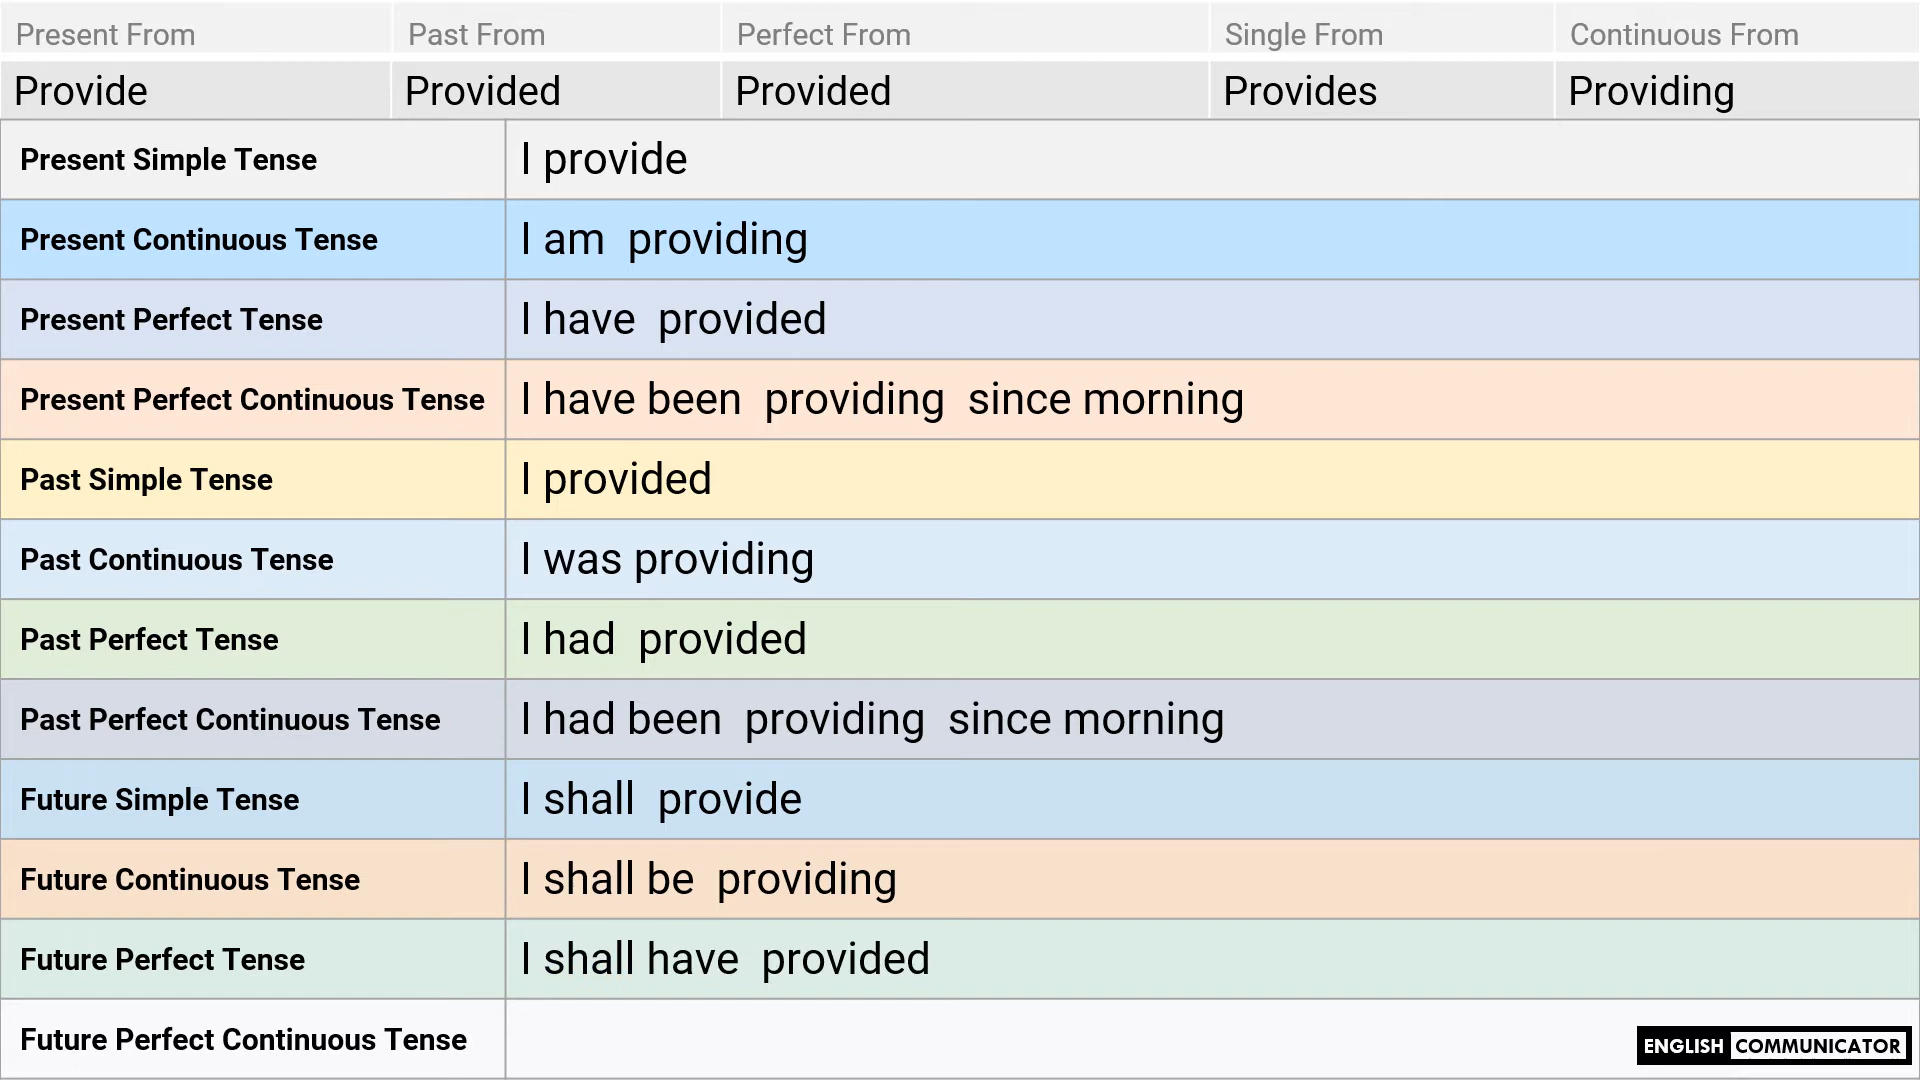 Present From Past From Perfect From Single From Continuous From
Provide Provided Provided Provides Providing
Present Simple Tense I provide
Present Continuous Tense I am providing
Present Perfect Tense I have provided
Present Perfect Continuous Tense I have been providing since morning
Past Simple Tense I provided
Past Continuous Tense I was providing
Past Perfect Tense I had provided
Past Perfect Continuous Tense I had been providing since morning
Future Simple Tense I shall provide
Future Continuous Tense I shall be providing
Future Perfect Tense I shall have provided
Future Perfect Continuous Tense
ENGLISH COMMUNICATOR